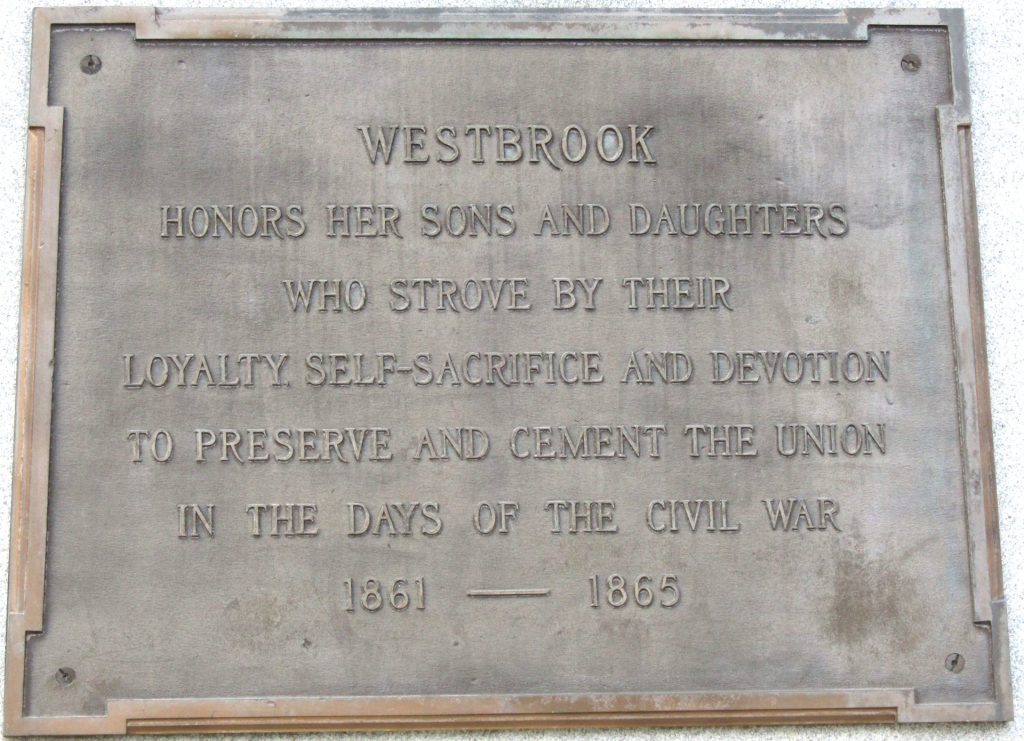 WESTBROOK
HONORS HER SONS AND DAUGHTERS
WHO STROVE BY THEIR
LOYALTY, SELF-SACRIFICE AND DEVOTION
TO PRESERVE AND CEMENT THE UNION
IN THE DAYS OF THE CIVIL WAR
1861 — 1865